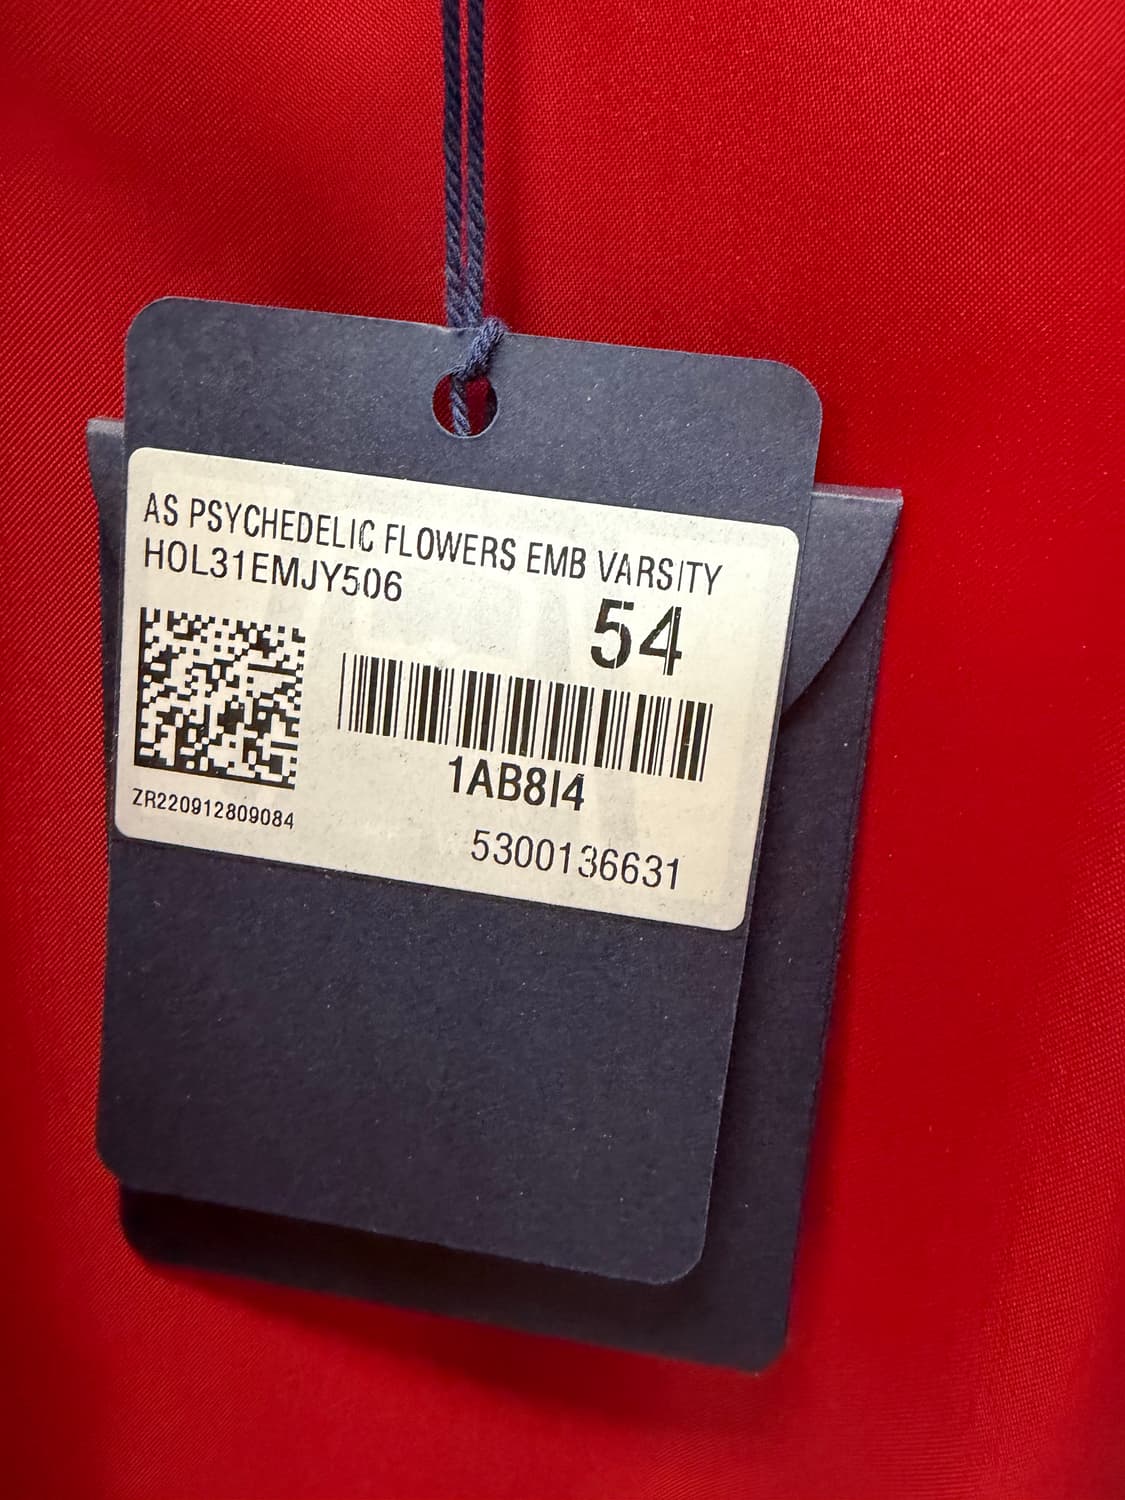 AS PSYCHEDELIC FLOWERS EMB VARSITY
HOL31EMJY506
54
1AB8I4
ZR220912809084
5300136631